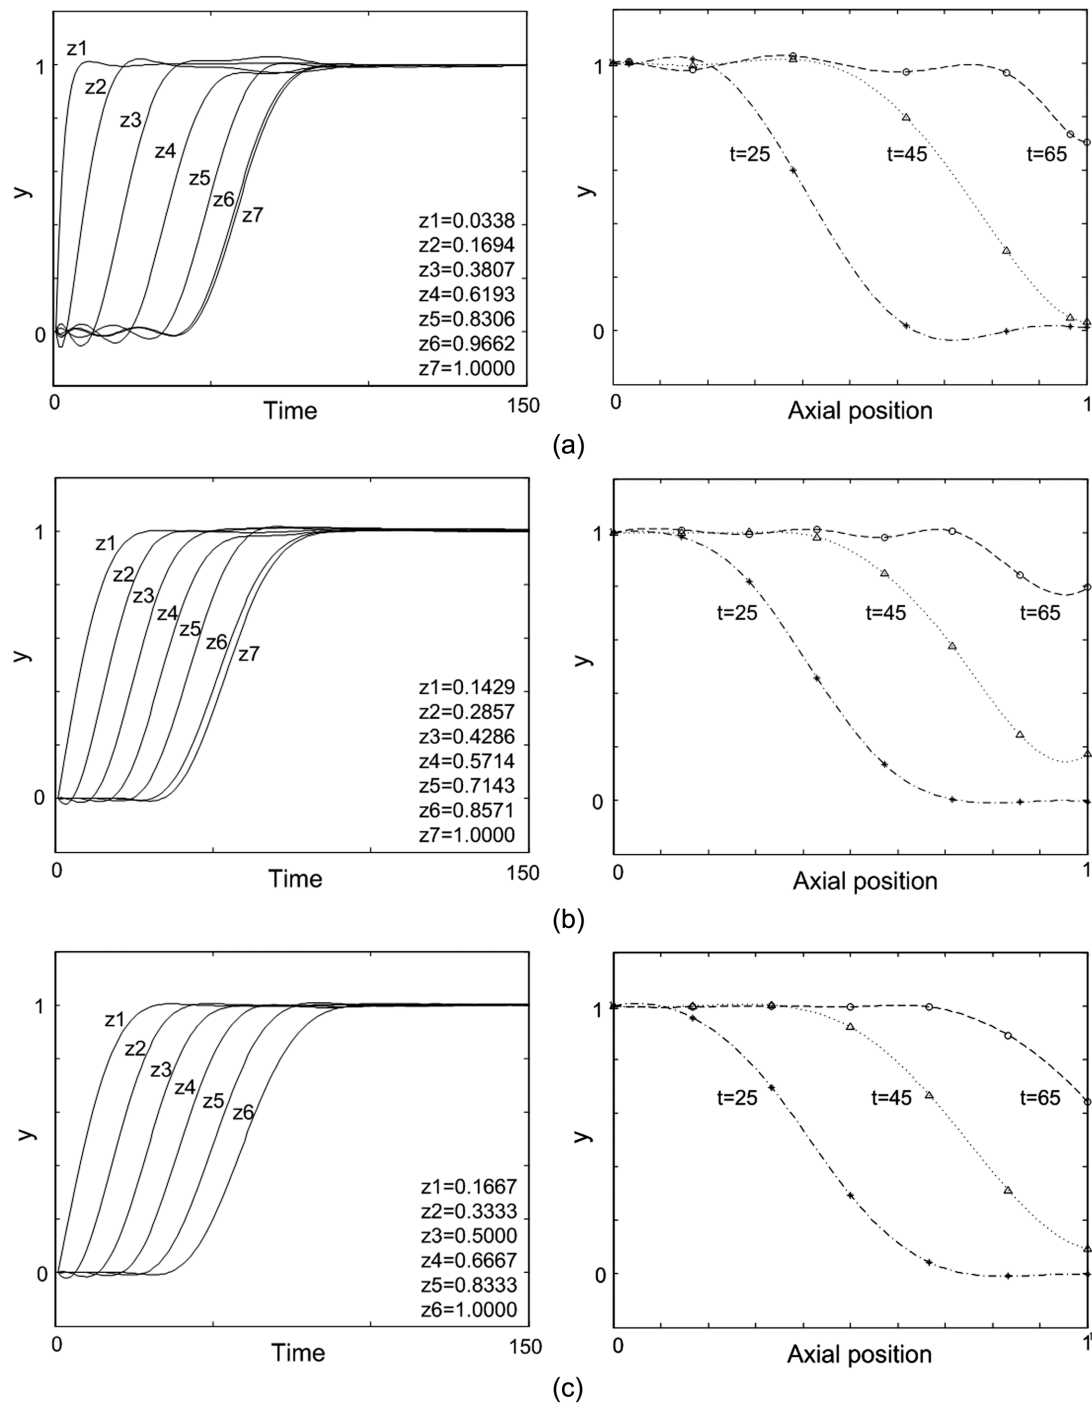 1
y
0
z1
z2
z3
z4
z5
z6
z7
z1=0.0338
z2=0.1694
z3=0.3807
z4=0.6193
z5=0.8306
z6=0.9662
z7=1.0000
0
Time
150
1
y
0
t=25
t=45
t=65
0
Axial position
1
(a)
1
y
0
z1
z2
z3
z4
z5
z6
z7
z1=0.1429
z2=0.2857
z3=0.4286
z4=0.5714
z5=0.7143
z6=0.8571
z7=1.0000
0
Time
150
1
y
0
t=25
t=45
t=65
0
Axial position
1
(b)
1
y
0
z1
z2
z3
z4
z5
z6
z1=0.1667
z2=0.3333
z3=0.5000
z4=0.6667
z5=0.8333
z6=1.0000
0
Time
150
1
y
0
t=25
t=45
t=65
0
Axial position
1
(c)